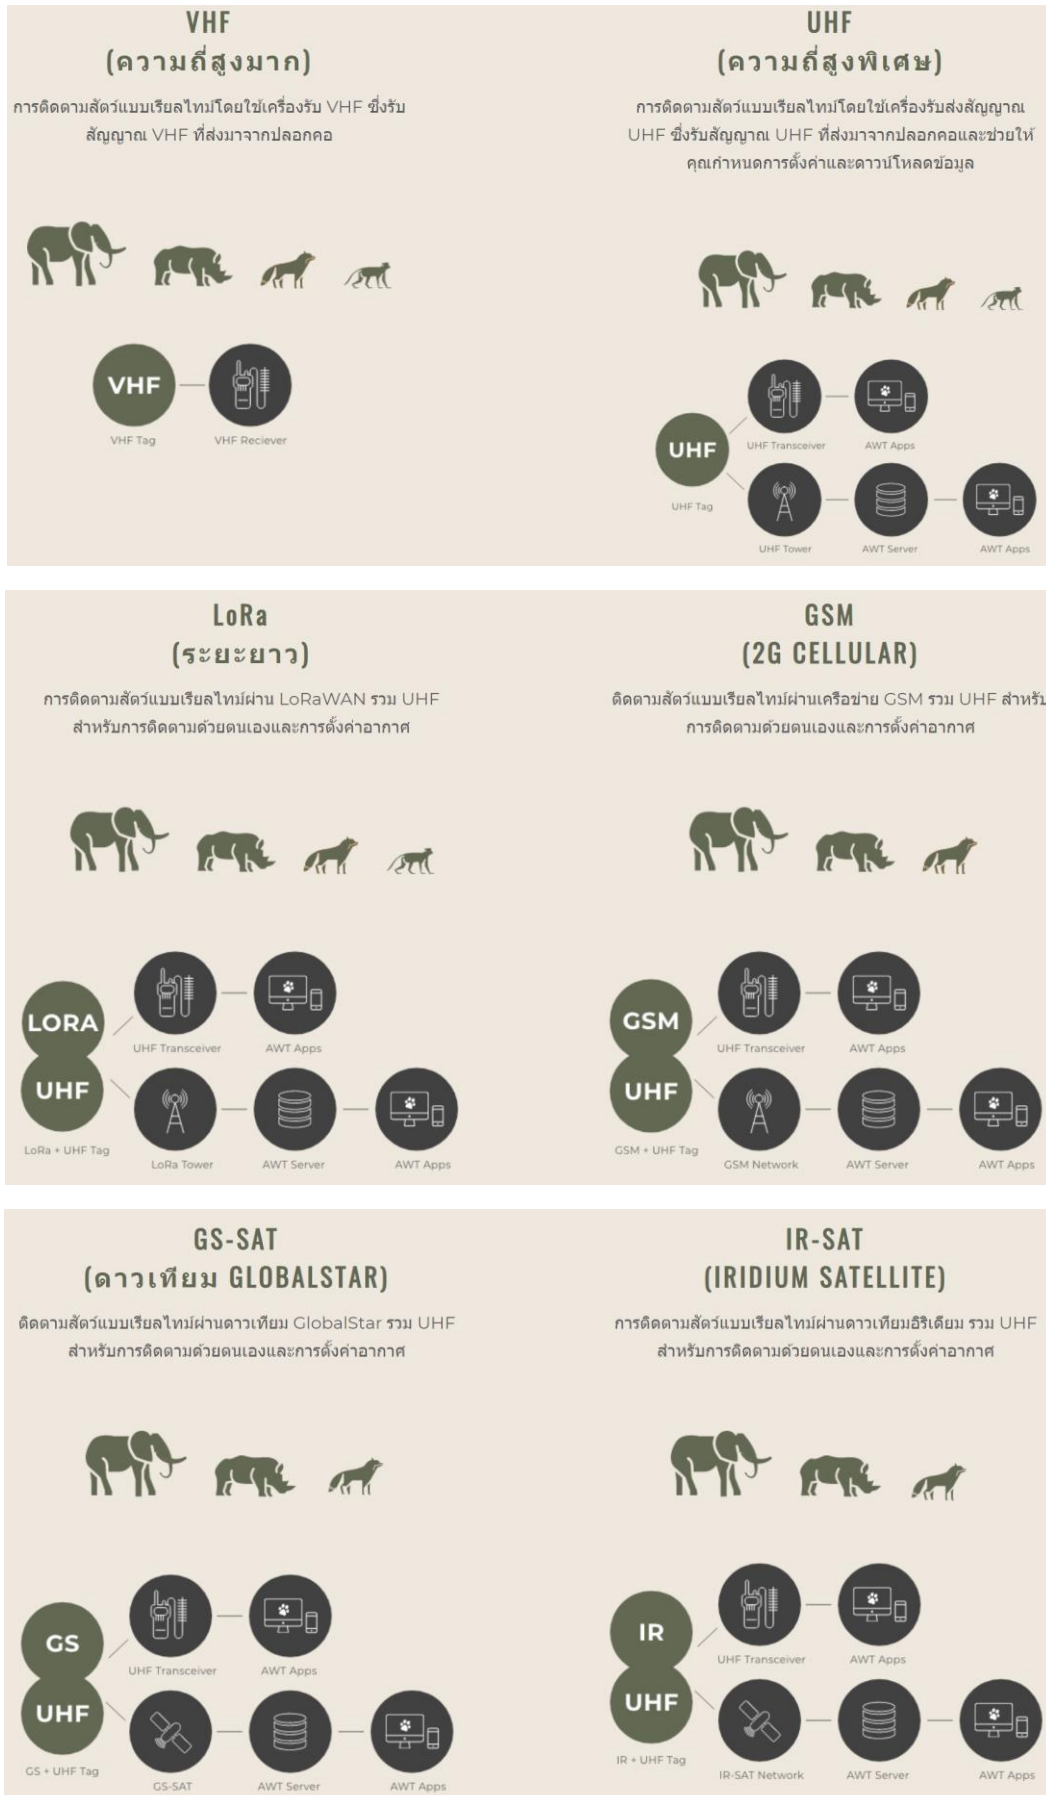 VHF
(ความถี่สูงมาก)
การติดตามสัตว์แบบเรียลไทม์โดยใช้เครื่องรับ VHF ซึ่งรับ
สัญญาณ VHF ที่ส่งมาจากปลอกคอ
VHF
VHF Tag
VHF Reciever
UHF
(ความถี่สูงพิเศษ)
การติดตามสัตว์แบบเรียลไทม์โดยใช้เครื่องรับส่งสัญญาณ
UHF ซึ่งรับสัญญาณ UHF ที่ส่งมาจากปลอกคอและช่วยให้
คุณกำหนดการตั้งค่าและดาวน์โหลดข้อมูล
UHF
UHF Tag
UHF Transceiver
AWT Apps
UHF Tower
AWT Server
AWT Apps
LoRa
(ระยะยาว)
การติดตามสัตว์แบบเรียลไทม์ผ่าน LoRaWAN รวม UHF
สำหรับการติดตามด้วยตนเองและการตั้งค่าอากาศ
LORA
UHF
LoRa + UHF Tag
UHF Transceiver
AWT Apps
LoRa Tower
AWT Server
AWT Apps
GSM
(2G CELLULAR)
ติดตามสัตว์แบบเรียลไทม์ผ่านเครือข่าย GSM รวม UHF สำหรับ
การติดตามด้วยตนเองและการตั้งค่าอากาศ
GSM
UHF
GSM + UHF Tag
UHF Transceiver
AWT Apps
GSM Network
AWT Server
AWT Apps
GS-SAT
(ดาวเทียม GLOBALSTAR)
ติดตามสัตว์แบบเรียลไทม์ผ่านดาวเทียม GlobalStar รวม UHF
สำหรับการติดตามด้วยตนเองและการตั้งค่าอากาศ
GS
UHF
GS + UHF Tag
UHF Transceiver
AWT Apps
GS-SAT
AWT Server
AWT Apps
IR-SAT
(IRIDIUM SATELLITE)
การติดตามสัตว์แบบเรียลไทม์ผ่านดาวเทียมอิริเดียม รวม UHF
สำหรับการติดตามด้วยตนเองและการตั้งค่าอากาศ
IR
UHF
IR + UHF Tag
UHF Transceiver
AWT Apps
IR-SAT Network
AWT Server
AWT Apps